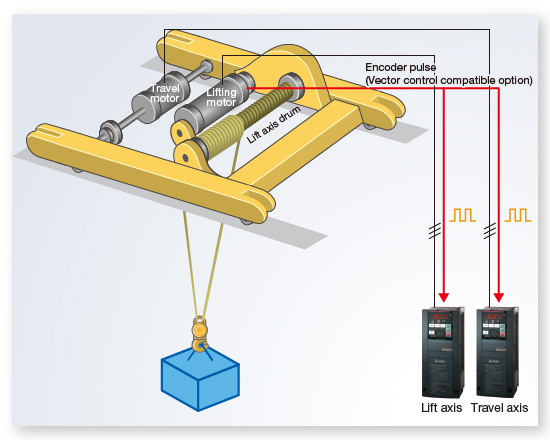 Encoder pulse
(Vector control compatible option)
Travel
motor
Lifting
motor
Lift axis drum
Lift axis
Travel axis